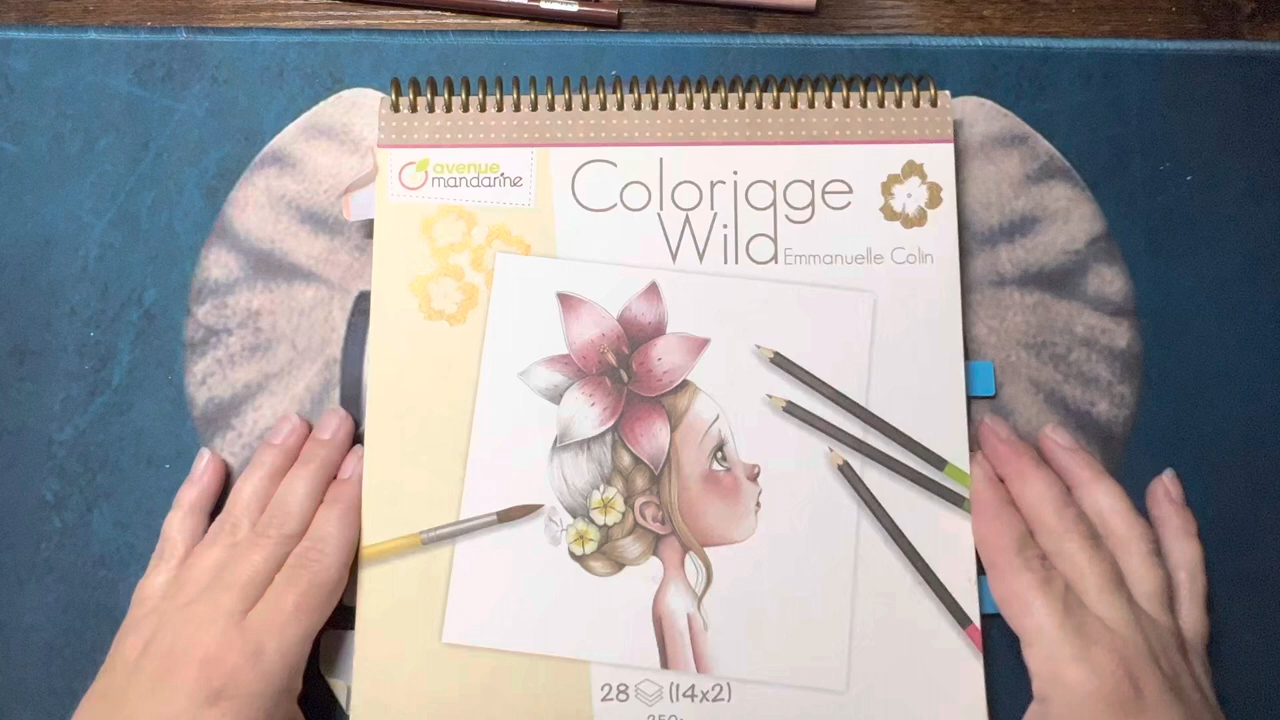 avenue
mandarine
Coloriage
Wild
Emmanuelle Colin
28 (14x2)